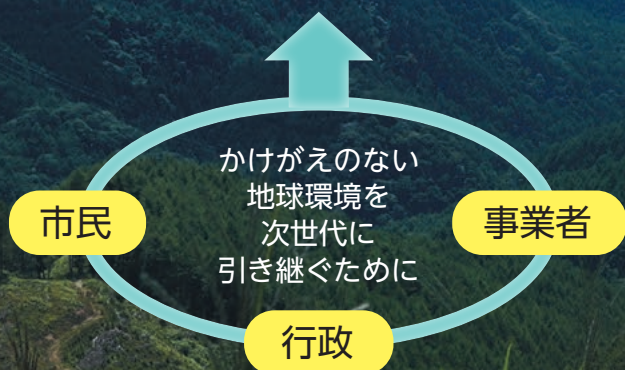 かけがえのない
地球環境を
次世代に
引き継ぐために
市民
事業者
行政